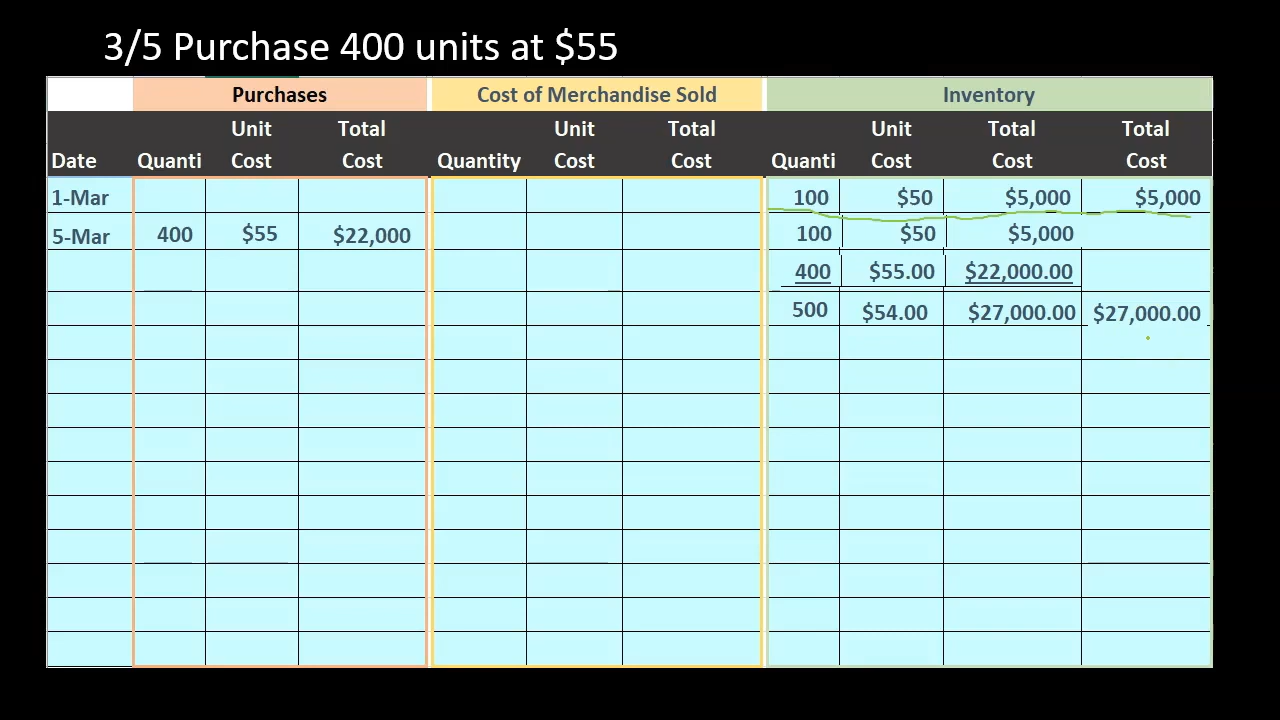 3/5 Purchase 400 units at $55
Purchases Cost of Merchandise Sold Inventory
Unit Total Unit Total Unit Total Total
Date Quanti Cost Cost Quantity Cost Cost Quanti Cost Cost Cost
1-Mar 100 $50 $5,000 $5,000
5-Mar 400 $55 $22,000 100 $50 $5,000
400 $55.00 $22,000.00
500 $54.00 $27,000.00 $27,000.00